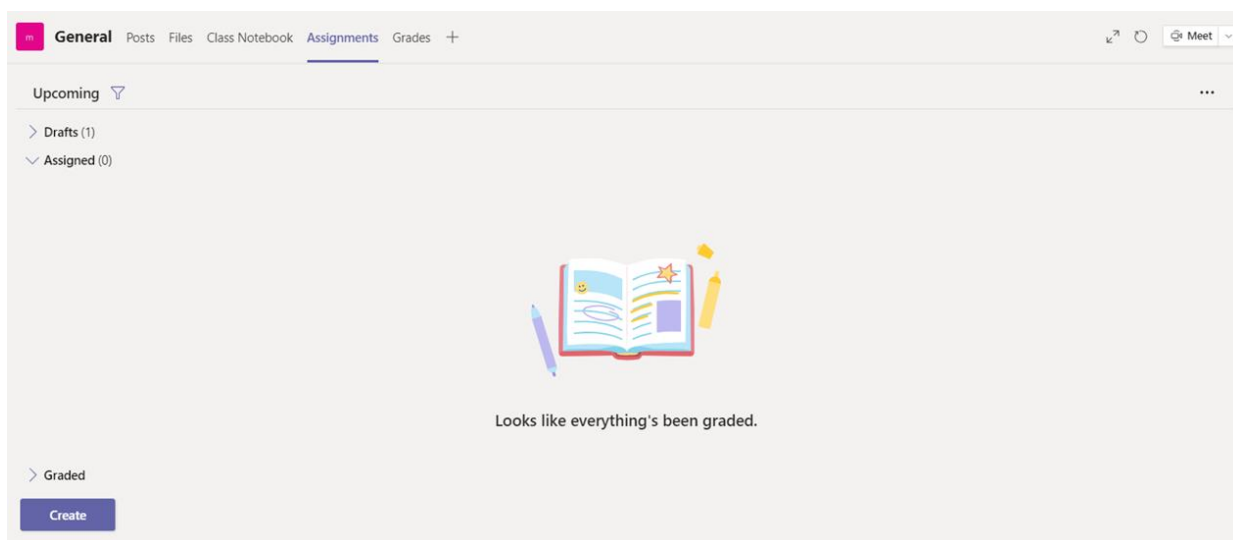 m General Posts Files Class Notebook Assignments Grades + Meet
Upcoming ...
Drafts (1)
Assigned (0)
Looks like everything's been graded.
Graded
Create